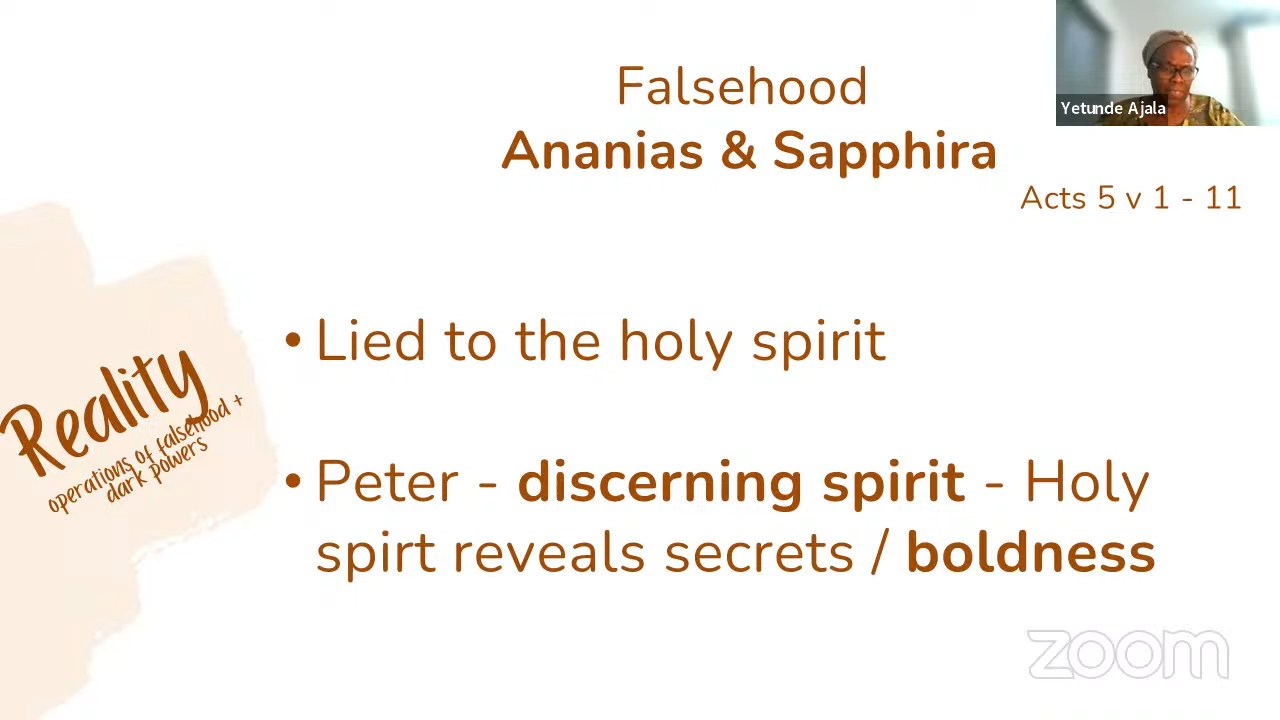 Falsehood
Ananias & Sapphira
Acts 5 v 1 - 11
Yetunde Ajala
• Lied to the holy spirit
Reality
operations of falsehood +
dark powers
• Peter - discerning spirit - Holy
spirt reveals secrets / boldness
zoom